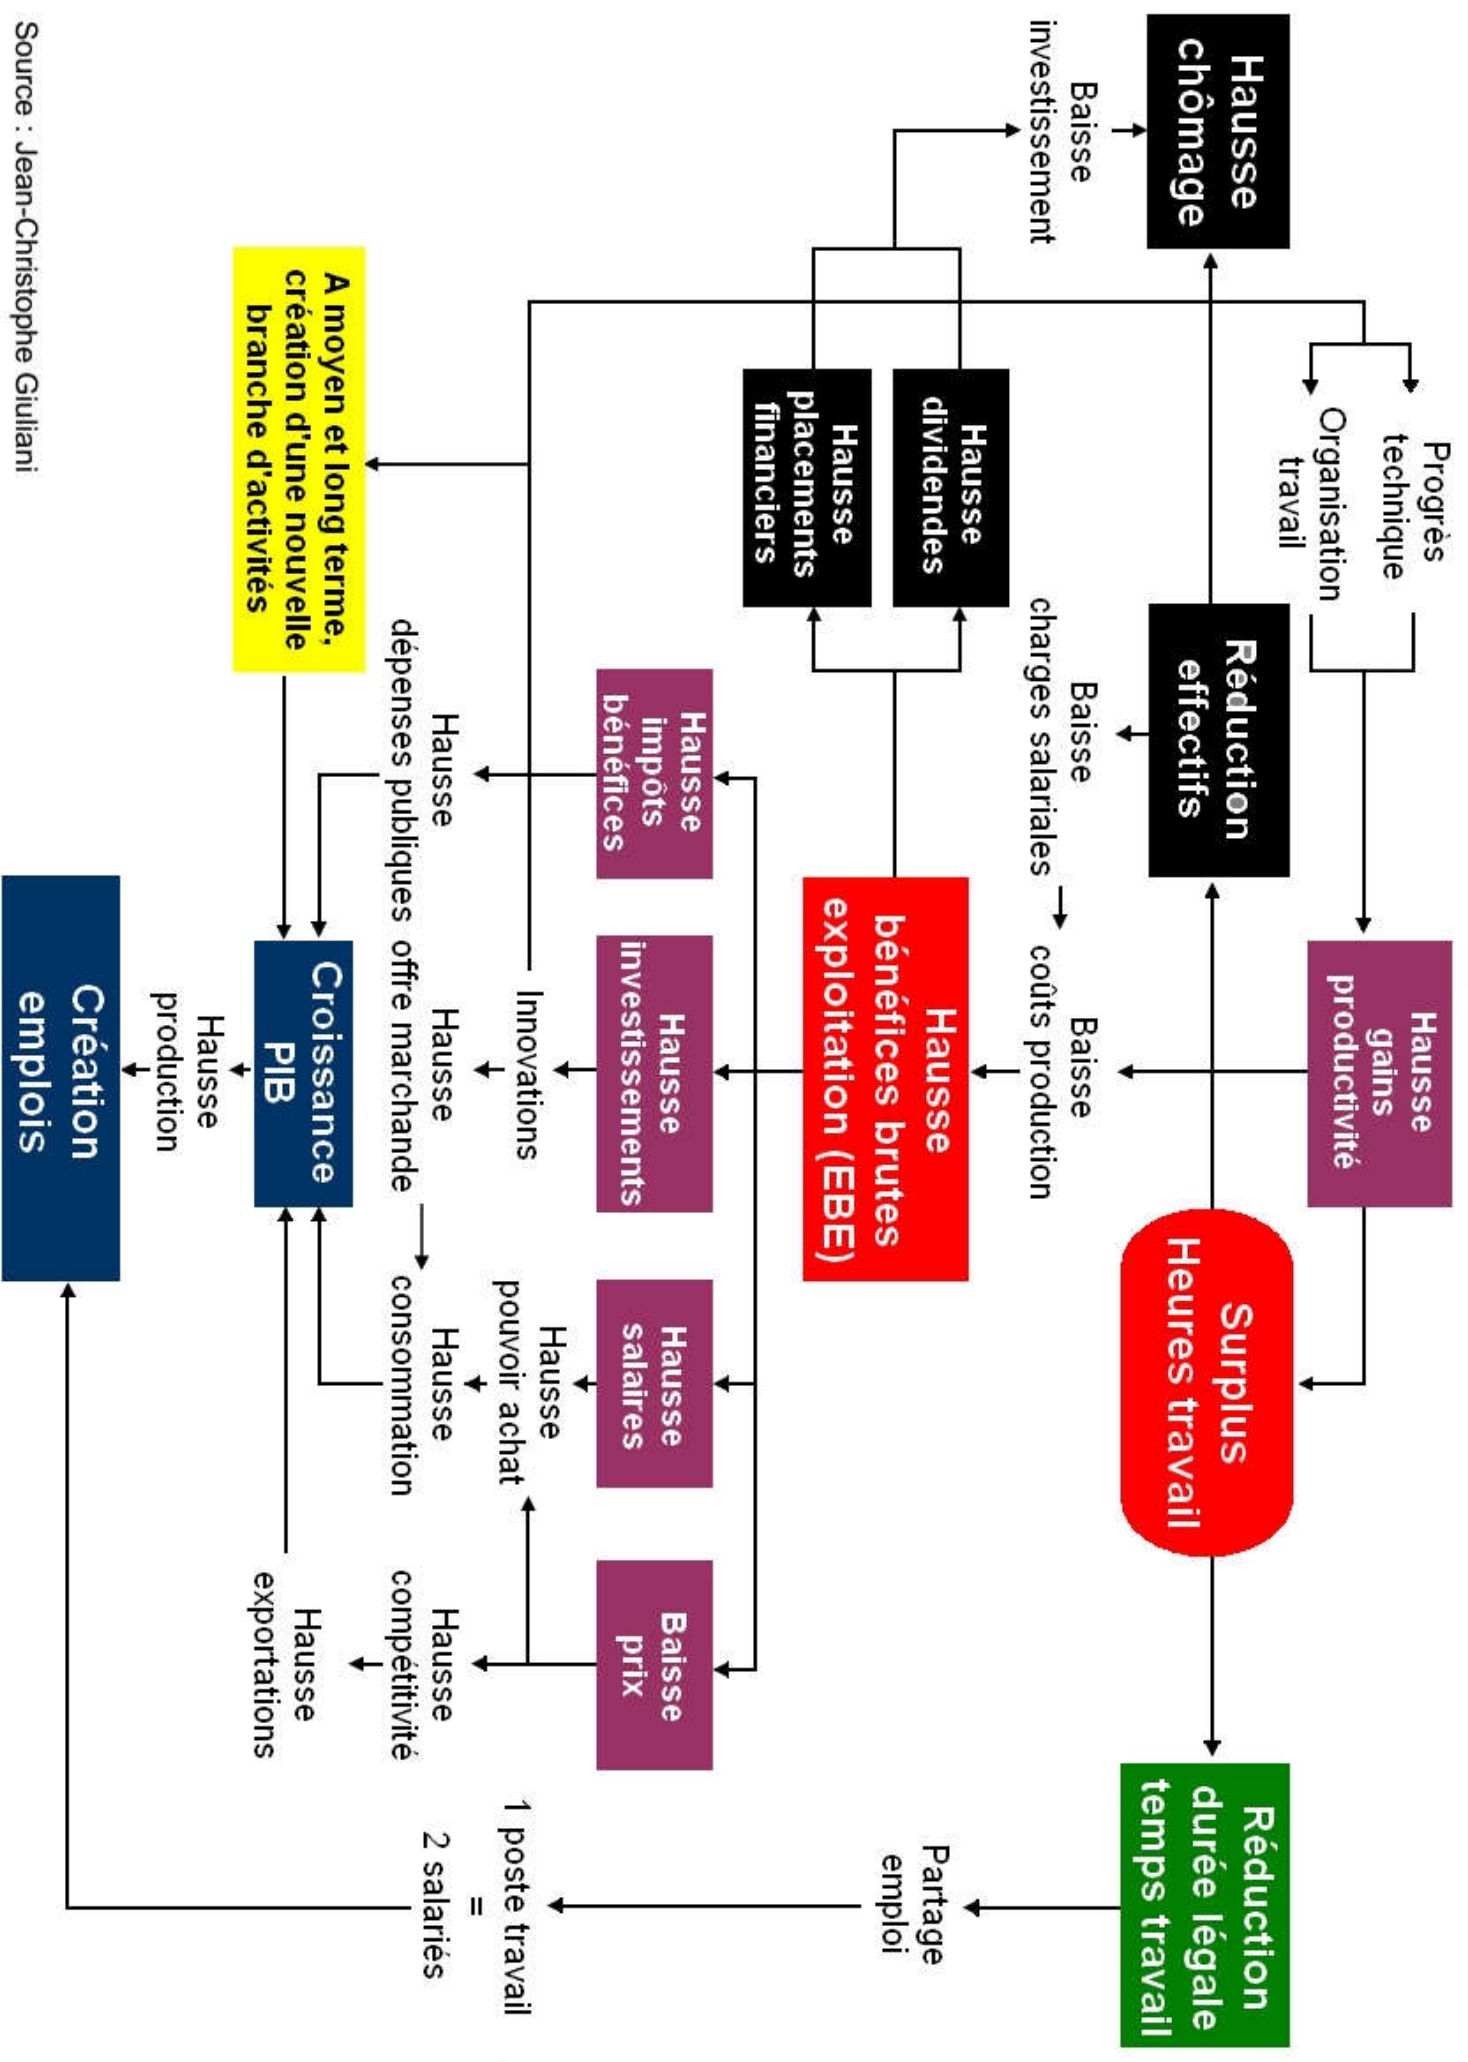 Progrès
technique
Organisation
travail
Hausse
gains
productivité
Hausse
chômage
Réduction
effectifs
Surplus
Heures travail
Réduction
durée légale
temps travail
Baisse
investissement
Baisse
charges salariales
Baisse
coûts production
Hausse
dividendes
Hausse
placements
financiers
Hausse
bénéfices brutes
exploitation (EBE)
Partage
emploi
Hausse
impôts
bénéfices
Hausse
investissements
Hausse
salaires
Baisse
prix
Innovations
Hausse
pouvoir achat
1 poste travail
=
2 salariés
Hausse
dépenses publiques
Hausse
offre marchande
Hausse
consommation
Hausse
compétitivité
A moyen et long terme,
création d'une nouvelle
branche d'activités
Croissance
PIB
Hausse
exportations
Hausse
production
Création
emplois
Source : Jean-Christophe Giuliani